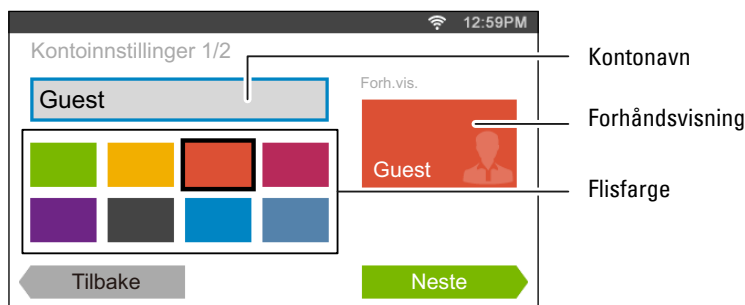 12:59PM
Kontoinnstillinger 1/2
Kontonavn
Forh.vis.
Guest
Forhåndsvisning
Guest
Flisfarge
Tilbake
Neste